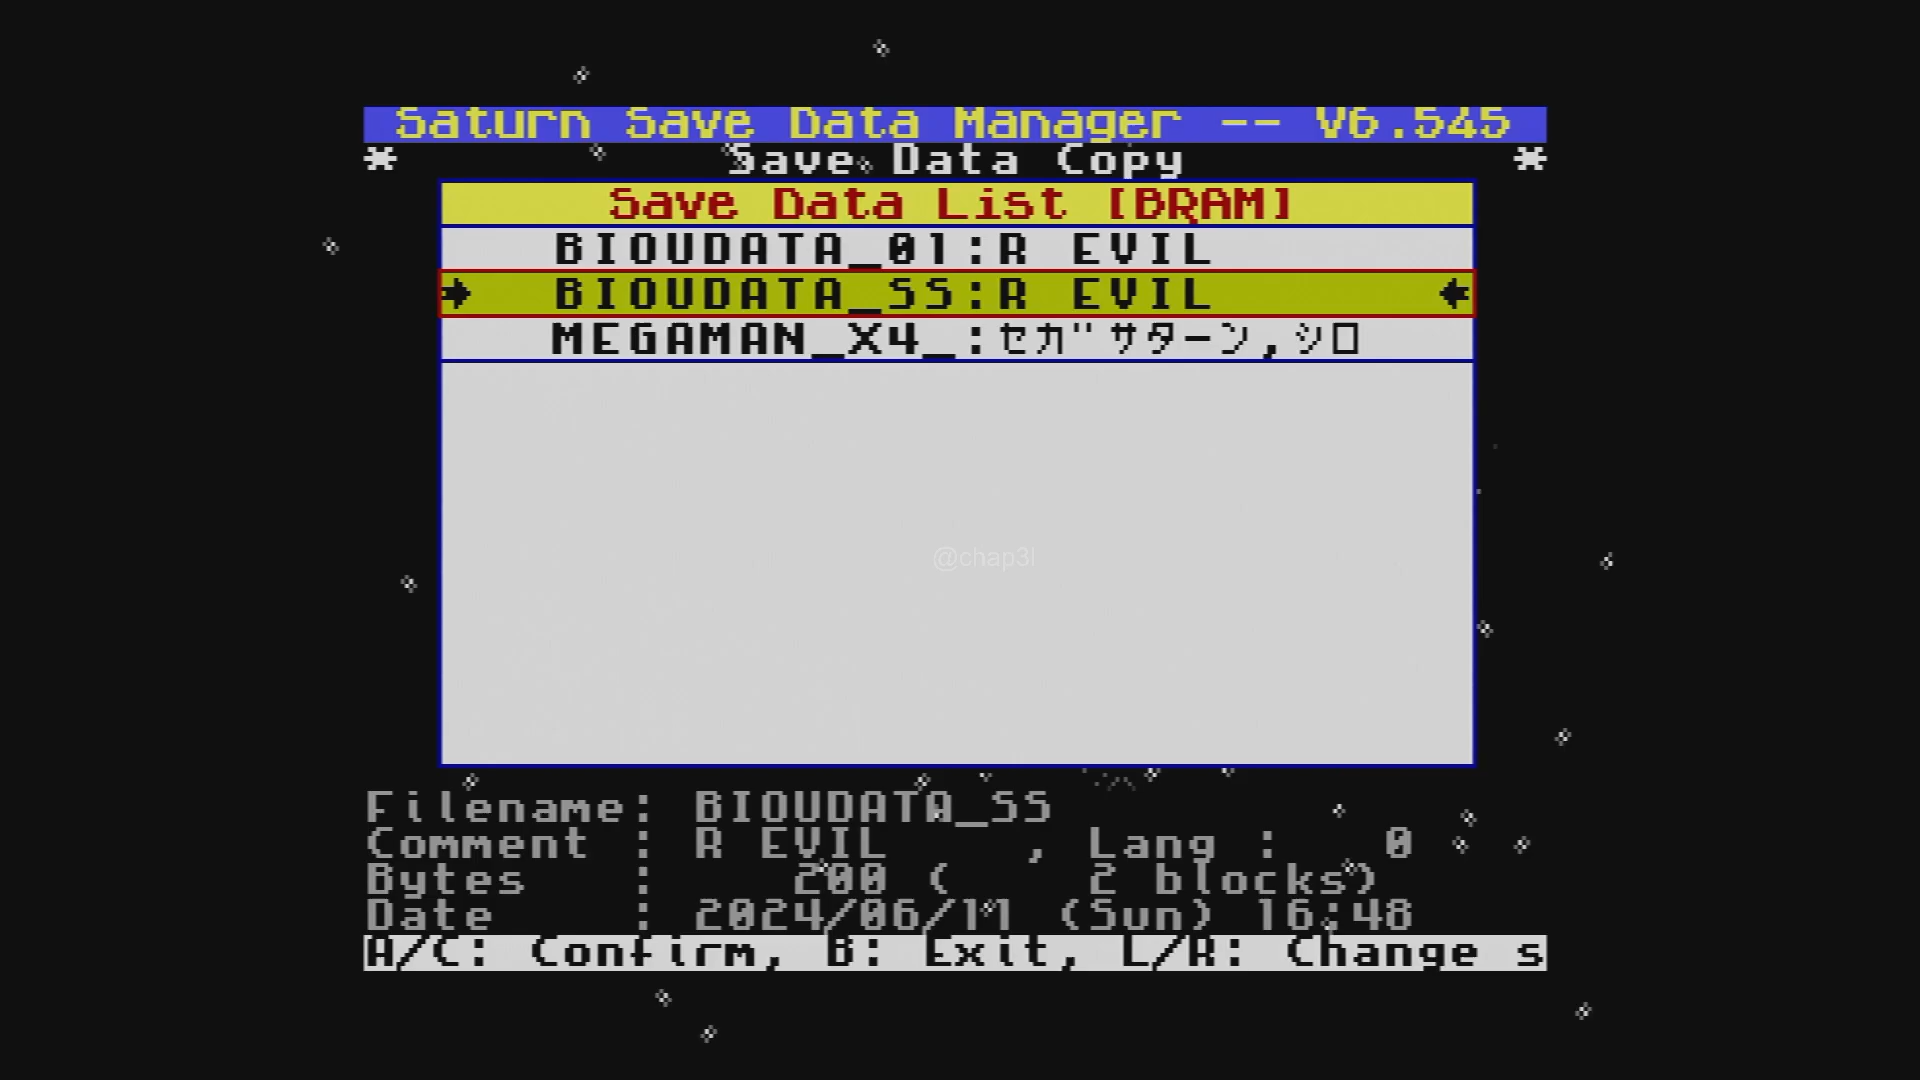 Saturn Save Data Manager -- V6.545
* Save Data Copy *
Save Data List [BRAM]
BIOUDATA_01:R EVIL
→ BIOUDATA_SS:R EVIL ←
MEGAMAN_X4_:セガ"サターン,シロ
@chap3l
Filename: BIOUDATA_SS
Comment : R EVIL , Lang : 0
Bytes : 200 ( 2 blocks)
Date : 2024/06/ (Sun) 16:48
A/C: Confirm, B: Exit, L/R: Change s